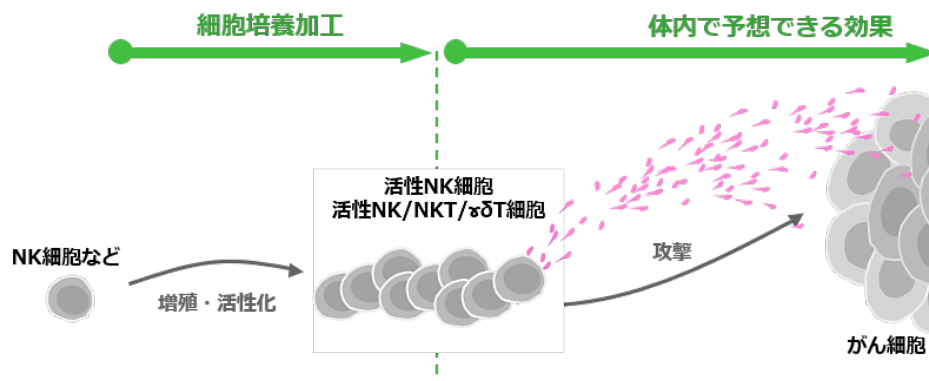 細胞培養加工
体内で予想できる効果
活性NK細胞
活性NK/NKT/γδT細胞
NK細胞など
増殖・活性化
攻撃
がん細胞